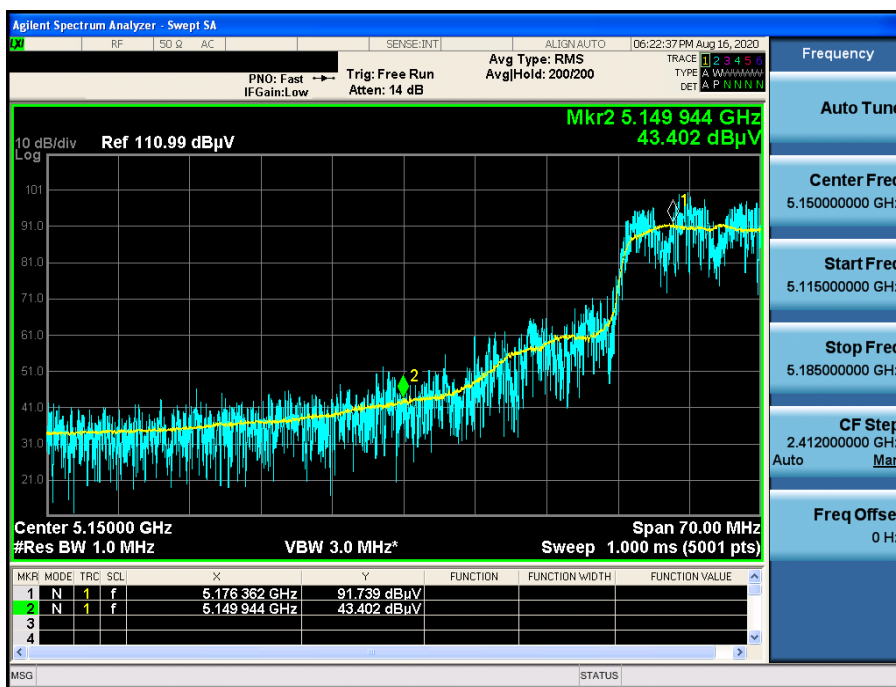 Agilent Spectrum Analyzer - Swept SA
LXI RF 50 Ω AC SENSE:INT ALIGN AUTO 06:22:37 PM Aug 16, 2020
Frequency
PNO: Fast
IFGain:Low
Trig: Free Run
Atten: 14 dB
Avg Type: RMS
Avg|Hold: 200/200
TRACE 1 2 3 4 5 6
TYPE A W W W W W
DET A P N N N N
Auto Tune
Mkr2 5.149 944 GHz
43.402 dBµV
10 dB/div
Log
Ref 110.99 dBµV
101
91.0
81.0
71.0
61.0
51.0
41.0
31.0
21.0
1
2
Center Freq
5.150000000 GHz
Start Freq
5.115000000 GHz
Stop Freq
5.185000000 GHz
CF Step
2.412000000 GHz
Auto Man
Freq Offset
0 Hz
Center 5.15000 GHz
Span 70.00 MHz
#Res BW 1.0 MHz
VBW 3.0 MHz*
Sweep 1.000 ms (5001 pts)
MKR MODE TRC SCL X Y FUNCTION FUNCTION WIDTH FUNCTION VALUE
1 N 1 f 5.176 362 GHz 91.739 dBµV
2 N 1 f 5.149 944 GHz 43.402 dBµV
3
4
MSG
STATUS